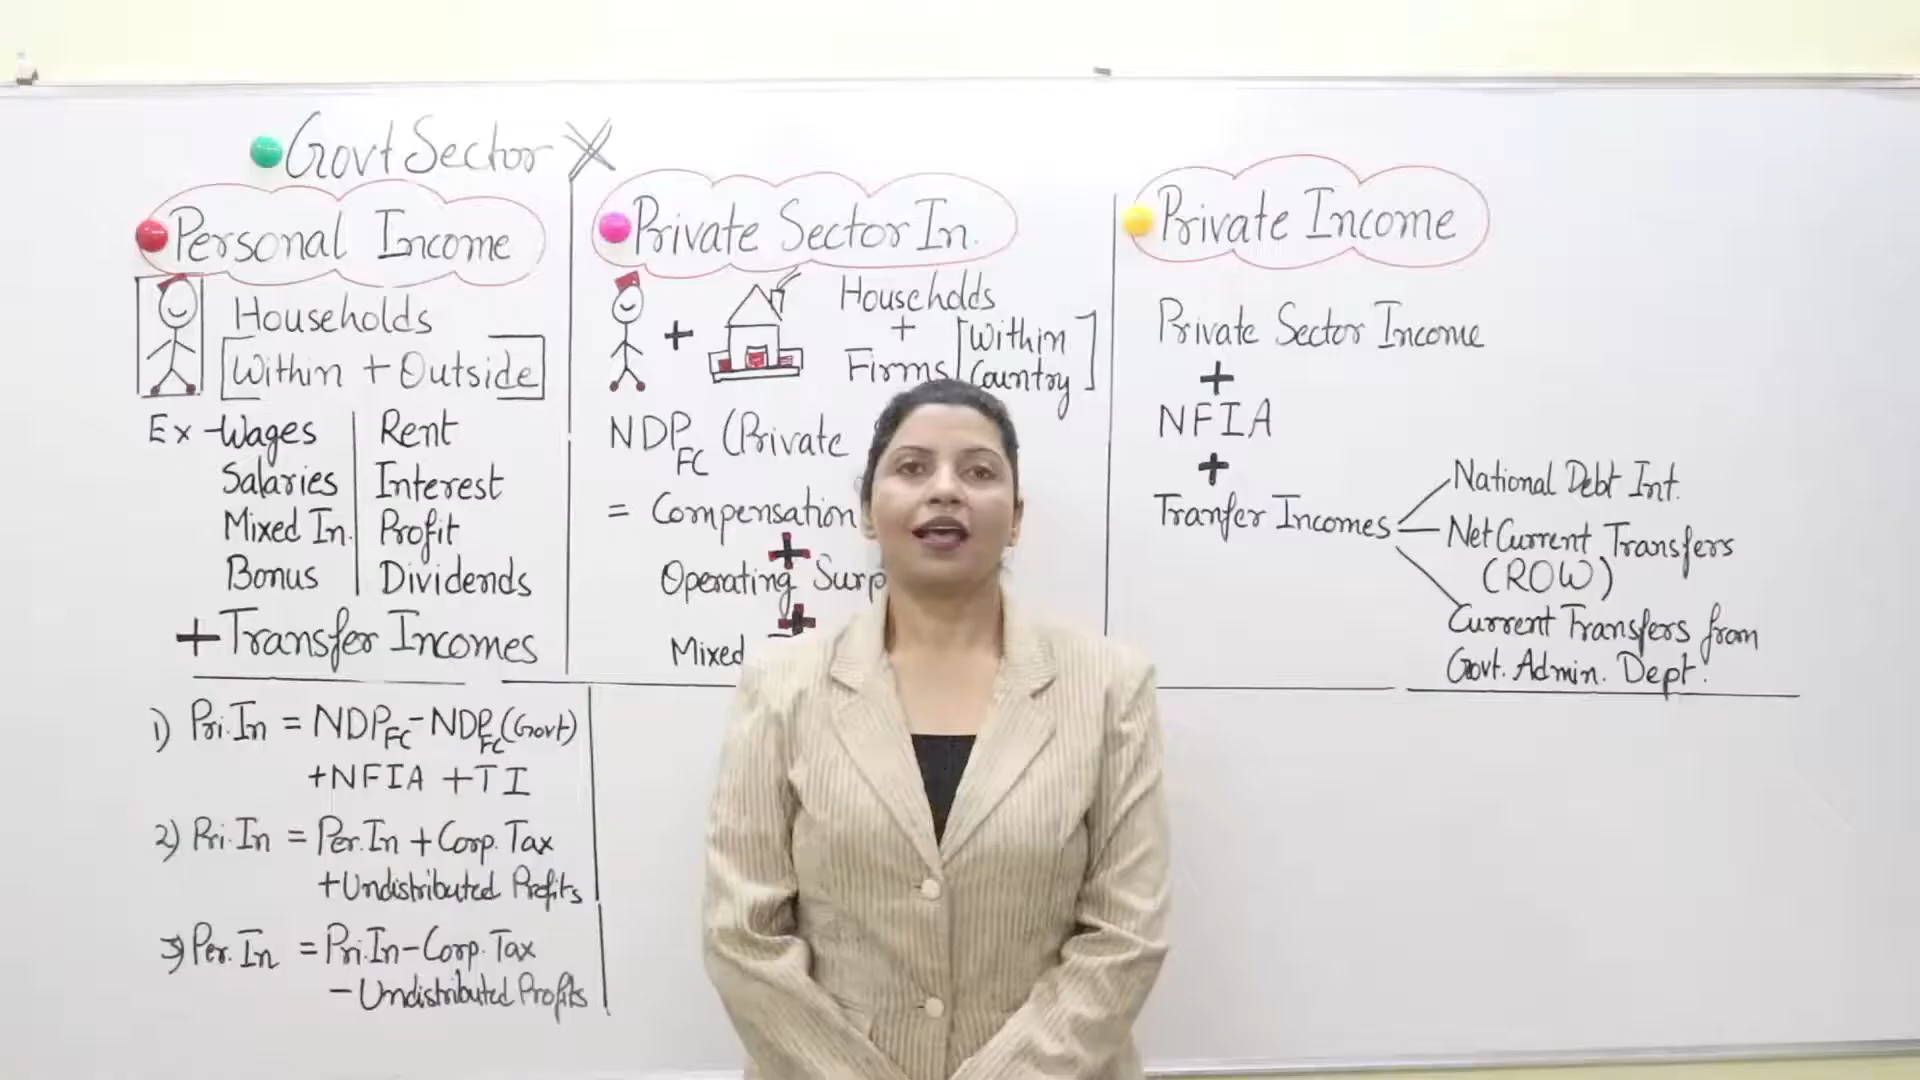 Govt Sector X
Personal Income
Households
[Within + Outside]
Ex - Wages
Salaries
Mixed In.
Bonus
Rent
Interest
Profit
Dividends
+ Transfer Incomes
Private Sector In.
+
Households
+
Firms
[Within
Country]
NDP FC (Private
= Compensation
+
Operating Surp
+
Mixed
Private Income
Private Sector Income
+
NFIA
+
Tranfer Incomes
National Debt Int.
Net Current Transfers
(ROW)
Current Transfers from
Govt. Admin. Dept.
1) Pri.In = NDP FC - NDP FC (Govt)
+ NFIA + TI
2) Pri.In = Per.In + Corp. Tax
+ Undistributed Profits
3) Per.In = Pri.In - Corp. Tax
- Undistributed Profits